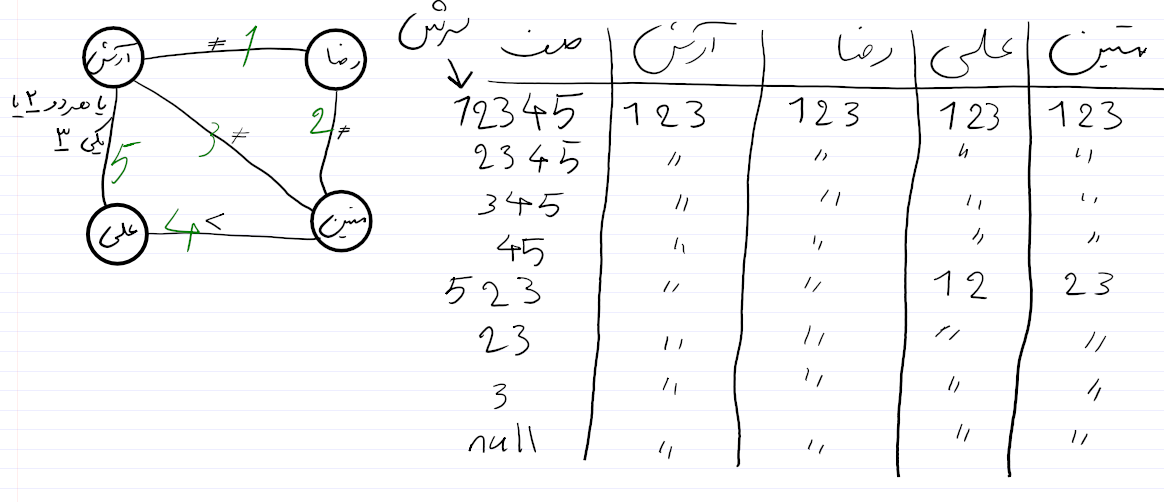 آرش ≠ 1 رضا
یا هر دو ۲ یا
یکی ۳
5
3 ≠
2 ≠
علی 4 < متین
صف آرش رضا علی متین
12345 123 123 123 123
2345 〃 〃 〃 〃
345 〃 〃 〃 〃
45 〃 〃 〃 〃
523 〃 〃 12 23
23 〃 〃 〃 〃
3 〃 〃 〃 〃
null 〃 〃 〃 〃